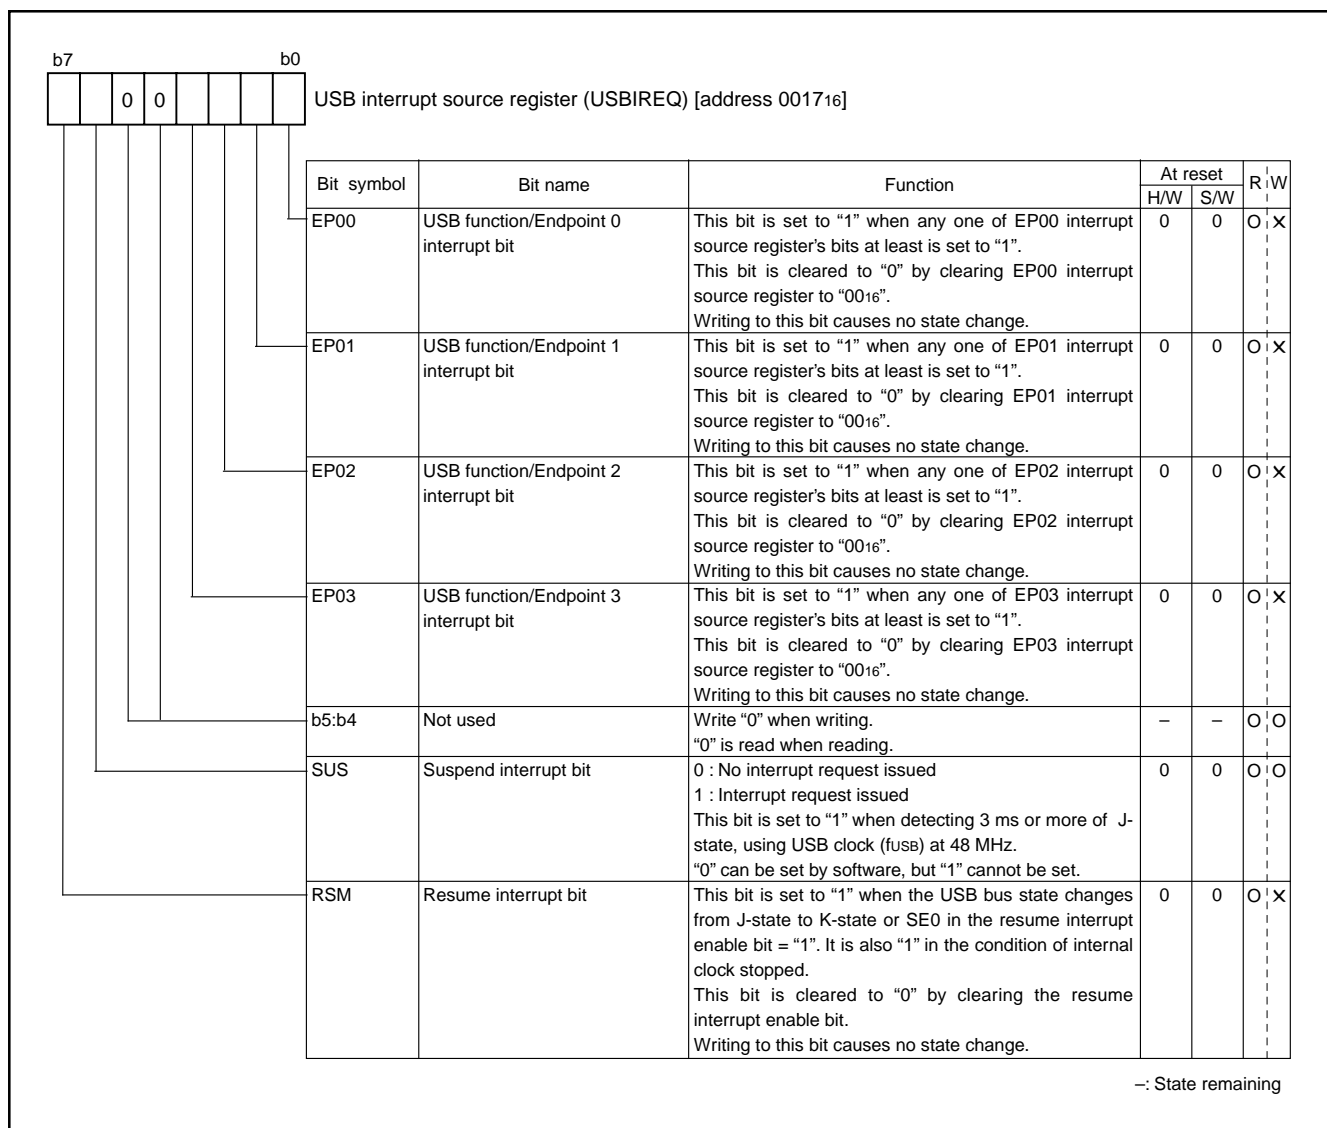 b7 b0
0 0 USB interrupt source register (USBIREQ) [address 001716]
Bit symbol Bit name Function At reset R W
H/W S/W
EP00 USB function/Endpoint 0 This bit is set to “1” when any one of EP00 interrupt 0 0 O X
interrupt bit source register’s bits at least is set to “1”.
This bit is cleared to “0” by clearing EP00 interrupt
source register to “0016”.
Writing to this bit causes no state change.
EP01 USB function/Endpoint 1 This bit is set to “1” when any one of EP01 interrupt 0 0 O X
interrupt bit source register’s bits at least is set to “1”.
This bit is cleared to “0” by clearing EP01 interrupt
source register to “0016”.
Writing to this bit causes no state change.
EP02 USB function/Endpoint 2 This bit is set to “1” when any one of EP02 interrupt 0 0 O X
interrupt bit source register’s bits at least is set to “1”.
This bit is cleared to “0” by clearing EP02 interrupt
source register to “0016”.
Writing to this bit causes no state change.
EP03 USB function/Endpoint 3 This bit is set to “1” when any one of EP03 interrupt 0 0 O X
interrupt bit source register’s bits at least is set to “1”.
This bit is cleared to “0” by clearing EP03 interrupt
source register to “0016”.
Writing to this bit causes no state change.
b5:b4 Not used Write “0” when writing. – – O O
“0” is read when reading.
SUS Suspend interrupt bit 0 : No interrupt request issued 0 0 O O
1 : Interrupt request issued
This bit is set to “1” when detecting 3 ms or more of J-
state, using USB clock (fUSB) at 48 MHz.
“0” can be set by software, but “1” cannot be set.
RSM Resume interrupt bit This bit is set to “1” when the USB bus state changes 0 0 O X
from J-state to K-state or SE0 in the resume interrupt
enable bit = “1”. It is also “1” in the condition of internal
clock stopped.
This bit is cleared to “0” by clearing the resume
interrupt enable bit.
Writing to this bit causes no state change.
–: State remaining